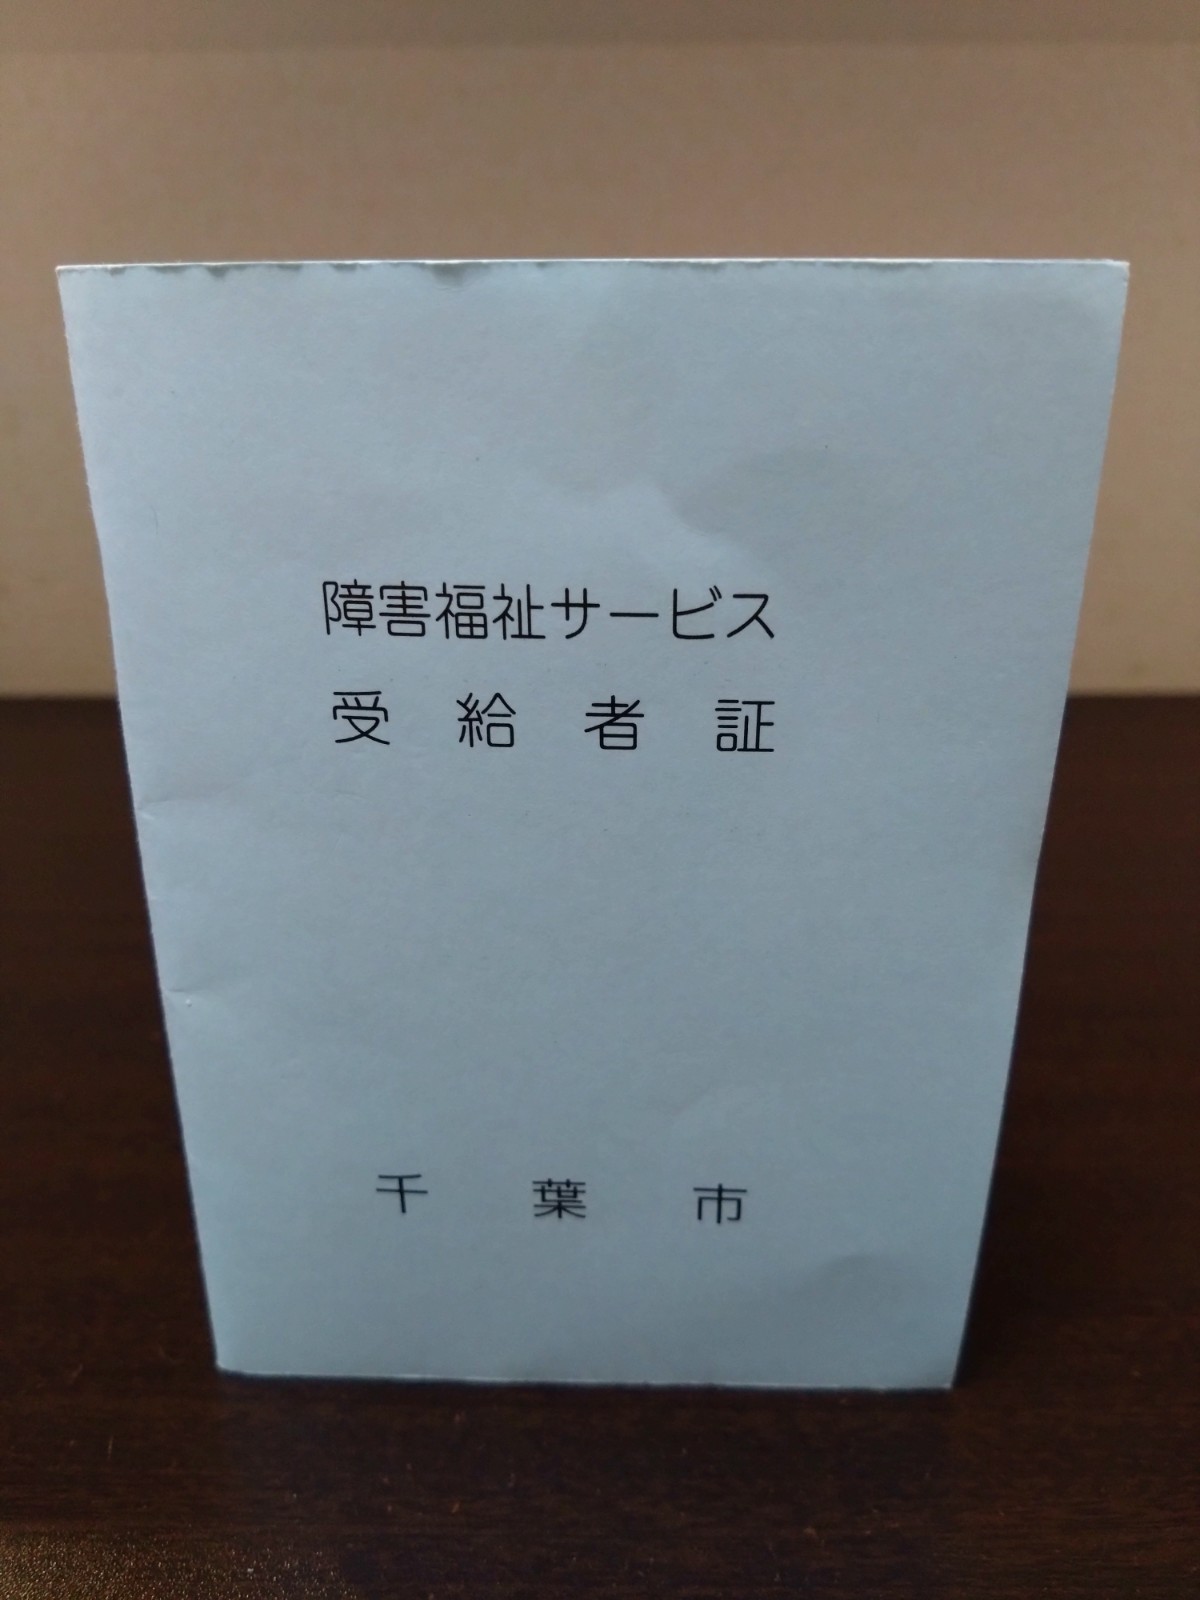 障害福祉サービス
受給者証
千葉市